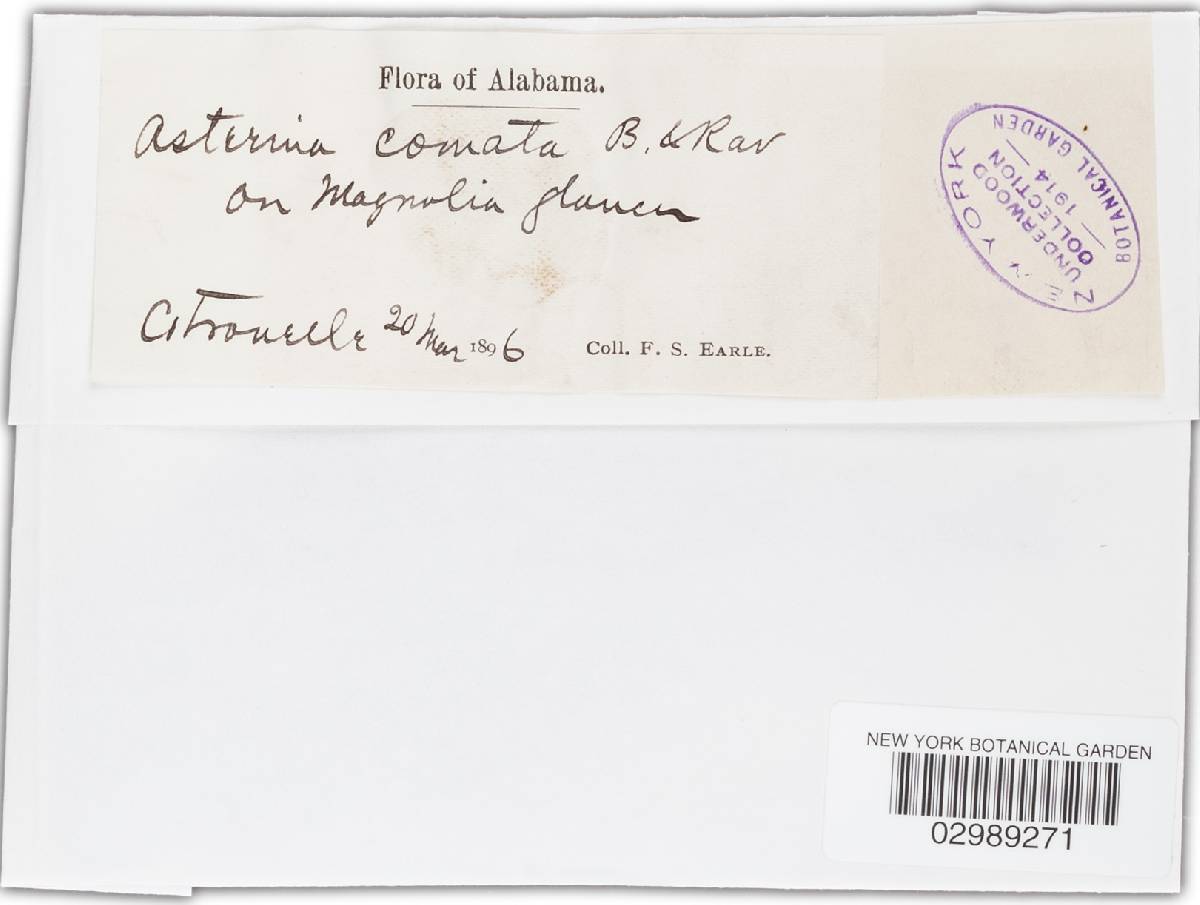 Flora of Alabama.
Asterina comata B. & Rav
on Magnolia glauca
Citronelle 20 Mar 1896 Coll. F. S. EARLE.
NEW YORK
BOTANICAL GARDEN
UNDERWOOD
COLLECTION
— 1914 —
NEW YORK BOTANICAL GARDEN
02989271